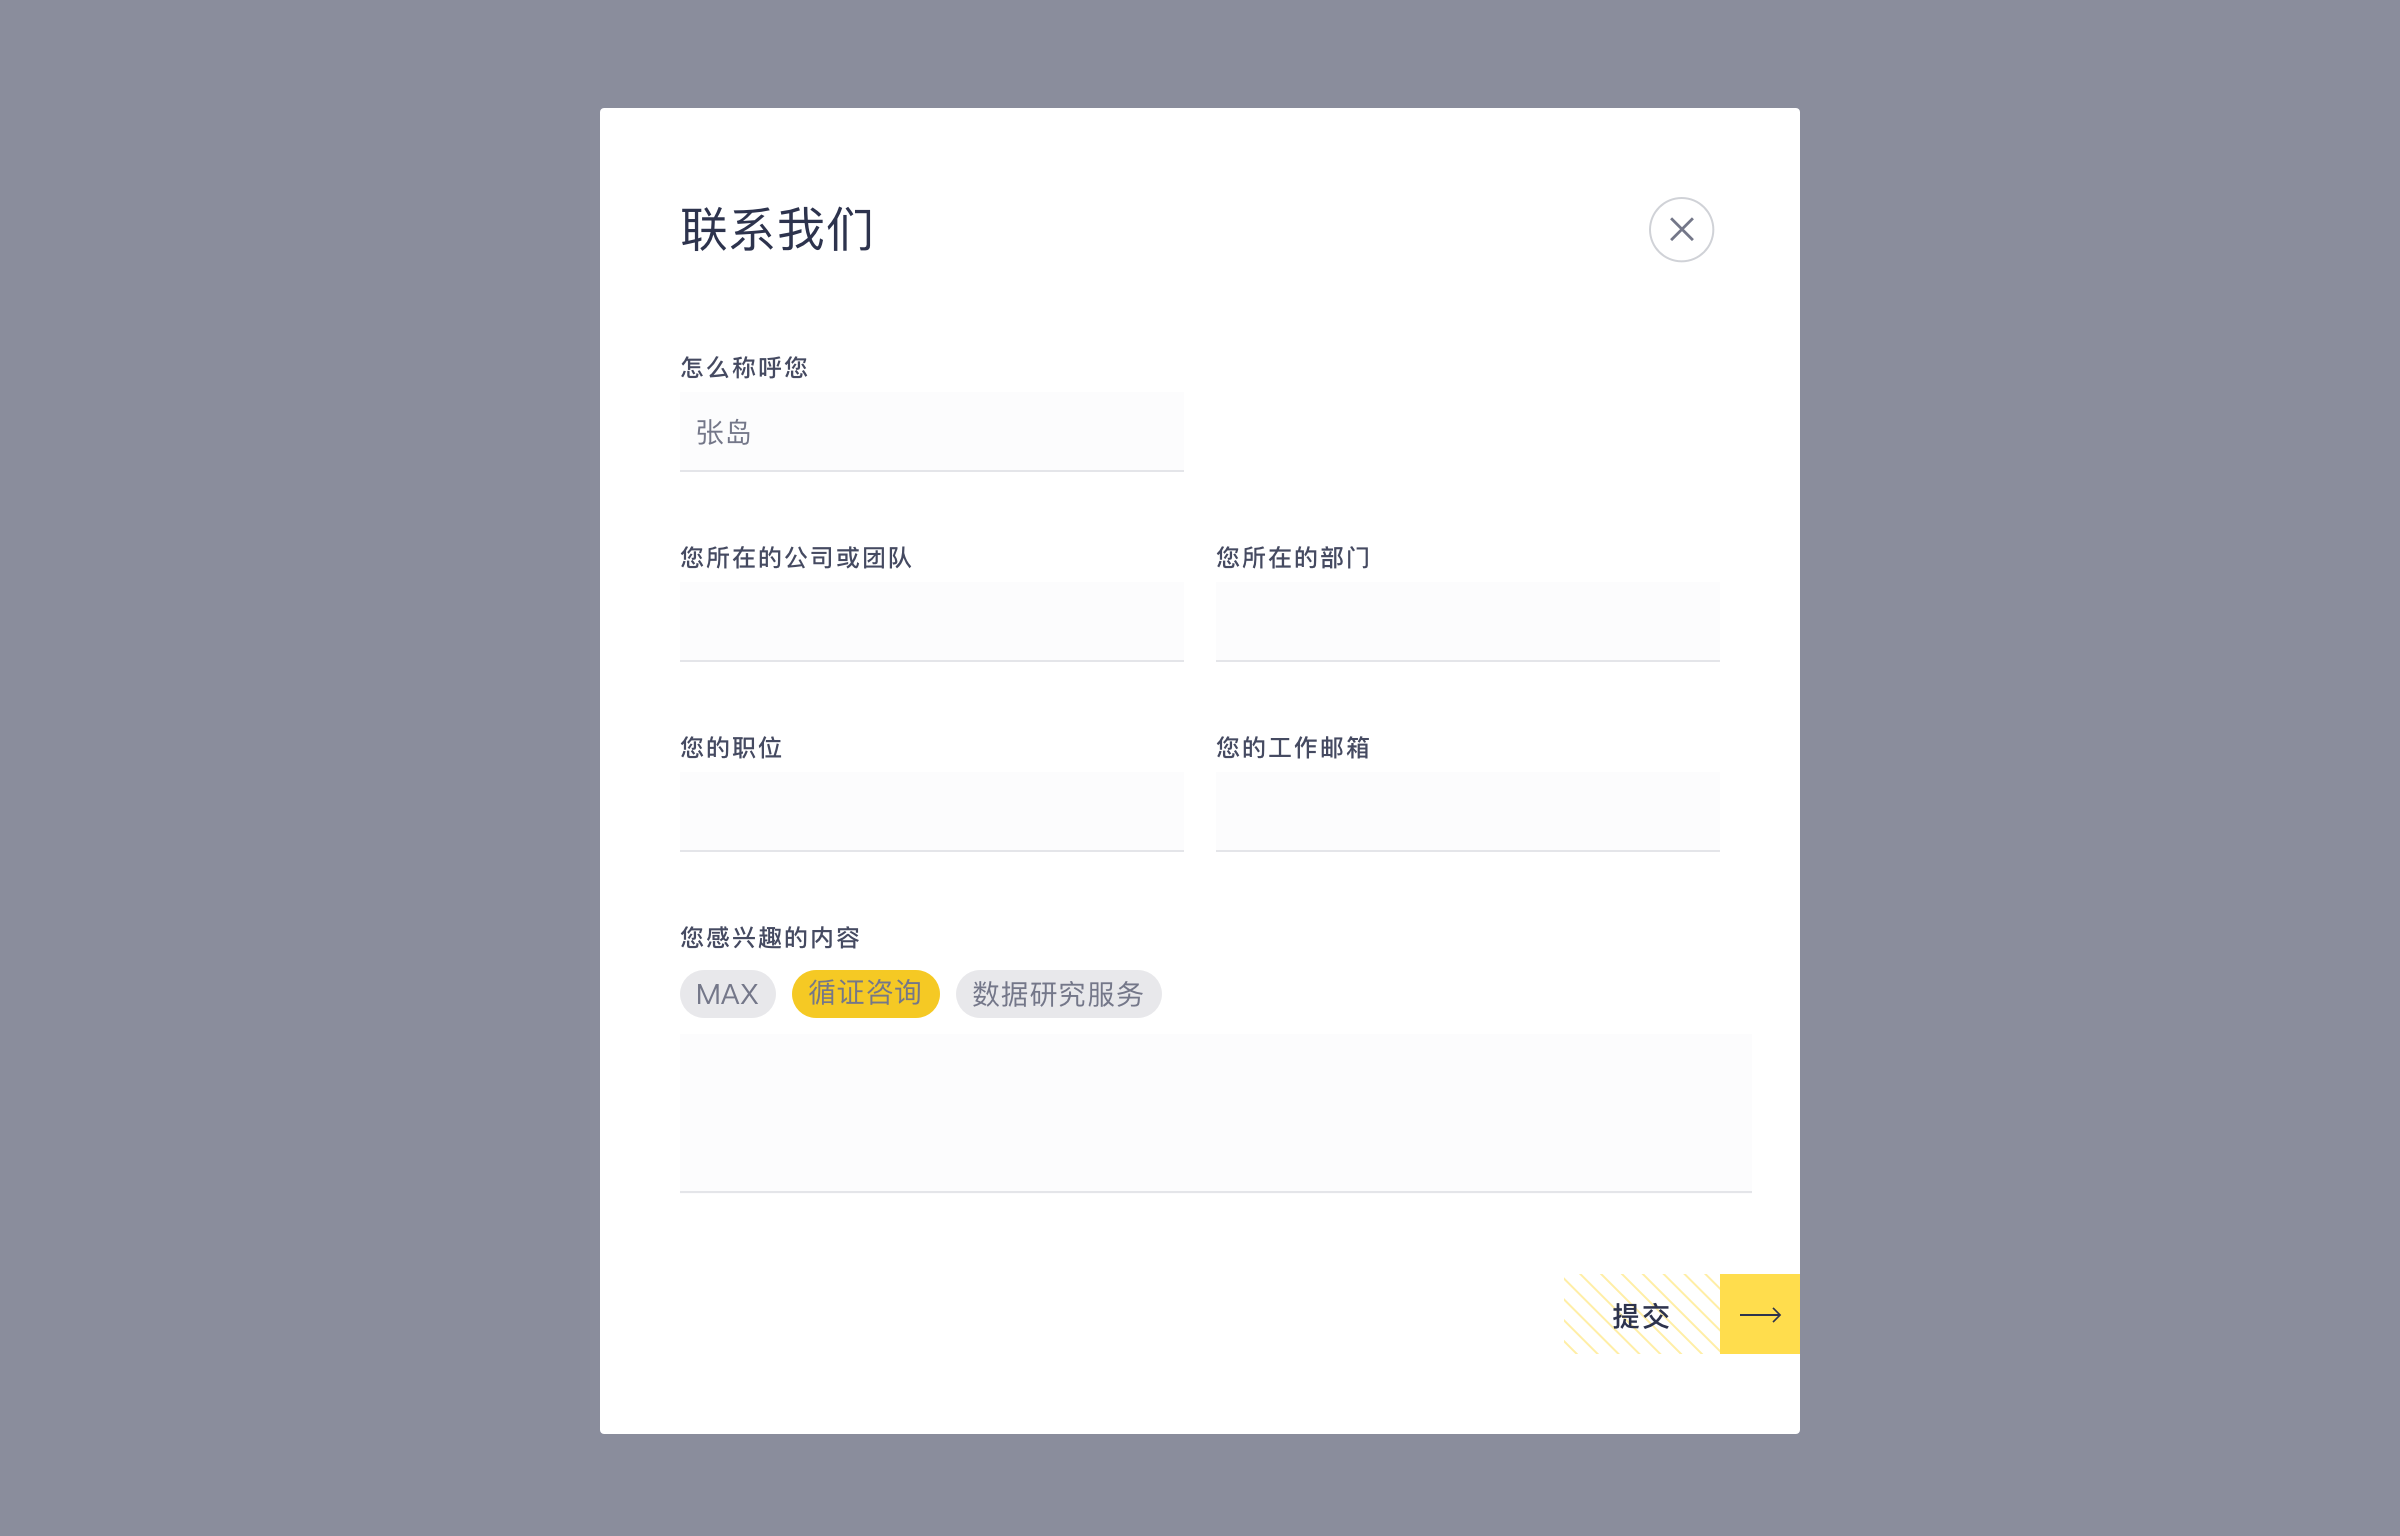 联系我们
怎么称呼您
张岛
您所在的公司或团队
您所在的部门
您的职位
您的工作邮箱
您感兴趣的内容
MAX 循证咨询 数据研究服务
提交